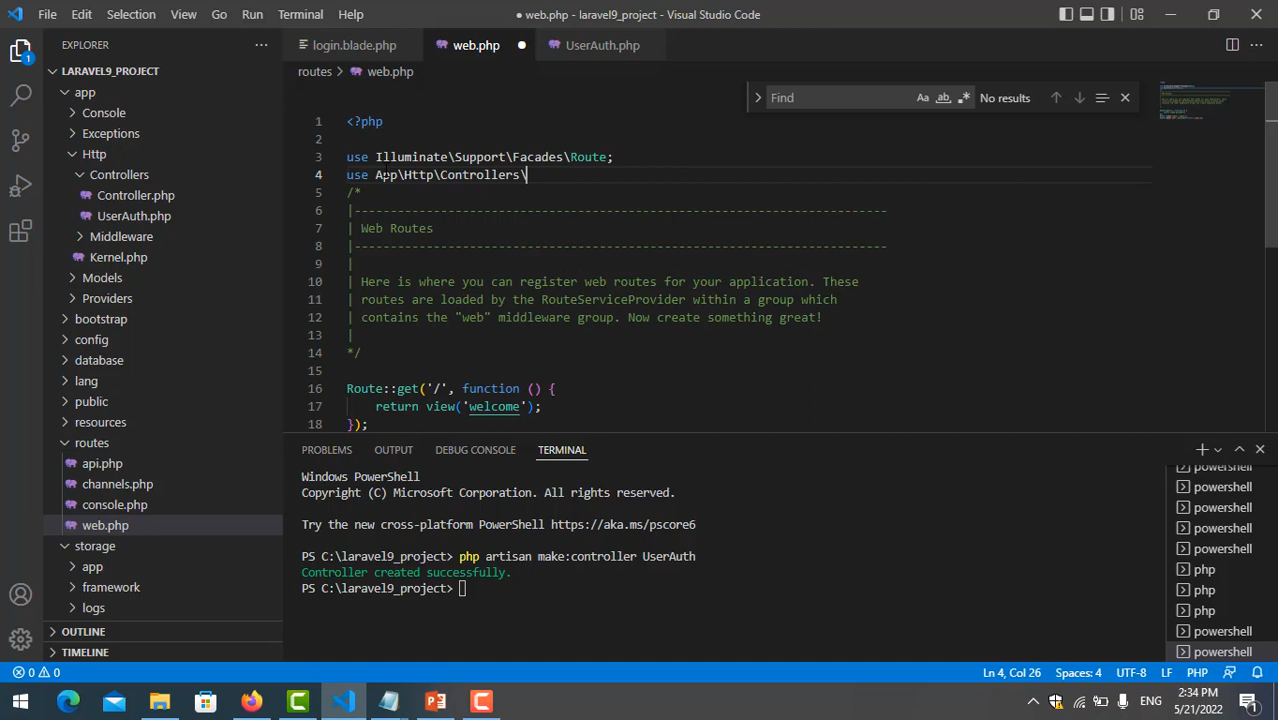 File Edit Selection View Go Run Terminal Help
● web.php - laravel9_project - Visual Studio Code
EXPLORER
LARAVEL9_PROJECT
app
Console
Exceptions
Http
Controllers
Controller.php
UserAuth.php
Middleware
Kernel.php
Models
Providers
bootstrap
config
database
lang
public
resources
routes
api.php
channels.php
console.php
web.php
storage
app
framework
logs
OUTLINE
TIMELINE
login.blade.php web.php UserAuth.php
routes > web.php
Find Aa ab No results
1 <?php
2
3 use Illuminate\Support\Facades\Route;
4 use App\Http\Controllers\
5 /*
6 |--------------------------------------------------------------------------
7 | Web Routes
8 |--------------------------------------------------------------------------
9 |
10 | Here is where you can register web routes for your application. These
11 | routes are loaded by the RouteServiceProvider within a group which
12 | contains the "web" middleware group. Now create something great!
13 |
14 */
15
16 Route::get('/', function () {
17 return view('welcome');
18 });
PROBLEMS OUTPUT DEBUG CONSOLE TERMINAL
Windows PowerShell
Copyright (C) Microsoft Corporation. All rights reserved.
Try the new cross-platform PowerShell https://aka.ms/pscore6
PS C:\laravel9_project> php artisan make:controller UserAuth
Controller created successfully.
PS C:\laravel9_project>
powershell
powershell
powershell
powershell
powershell
php
php
php
powershell
powershell
0 0 Ln 4, Col 26 Spaces: 4 UTF-8 LF PHP
ENG 2:34 PM
5/21/2022
1
1